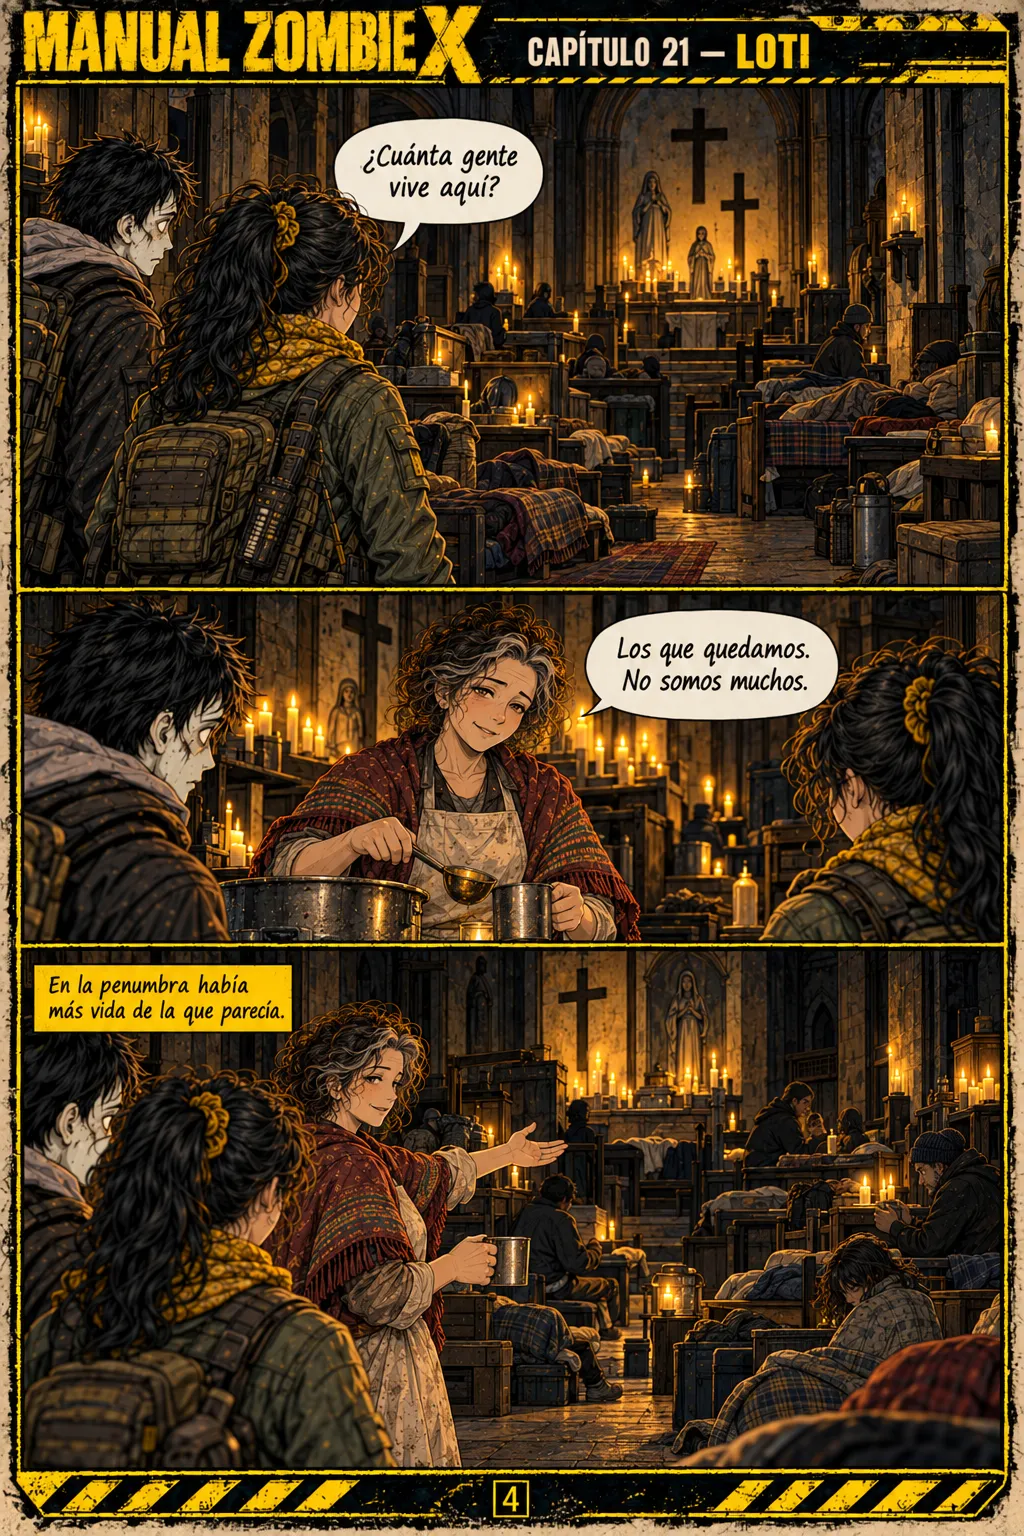 MANUAL ZOMBIE X
CAPÍTULO 21 — LOTI
¿Cuánta gente
vive aquí?
Los que quedamos.
No somos muchos.
En la penumbra había
más vida de la que parecía.
4